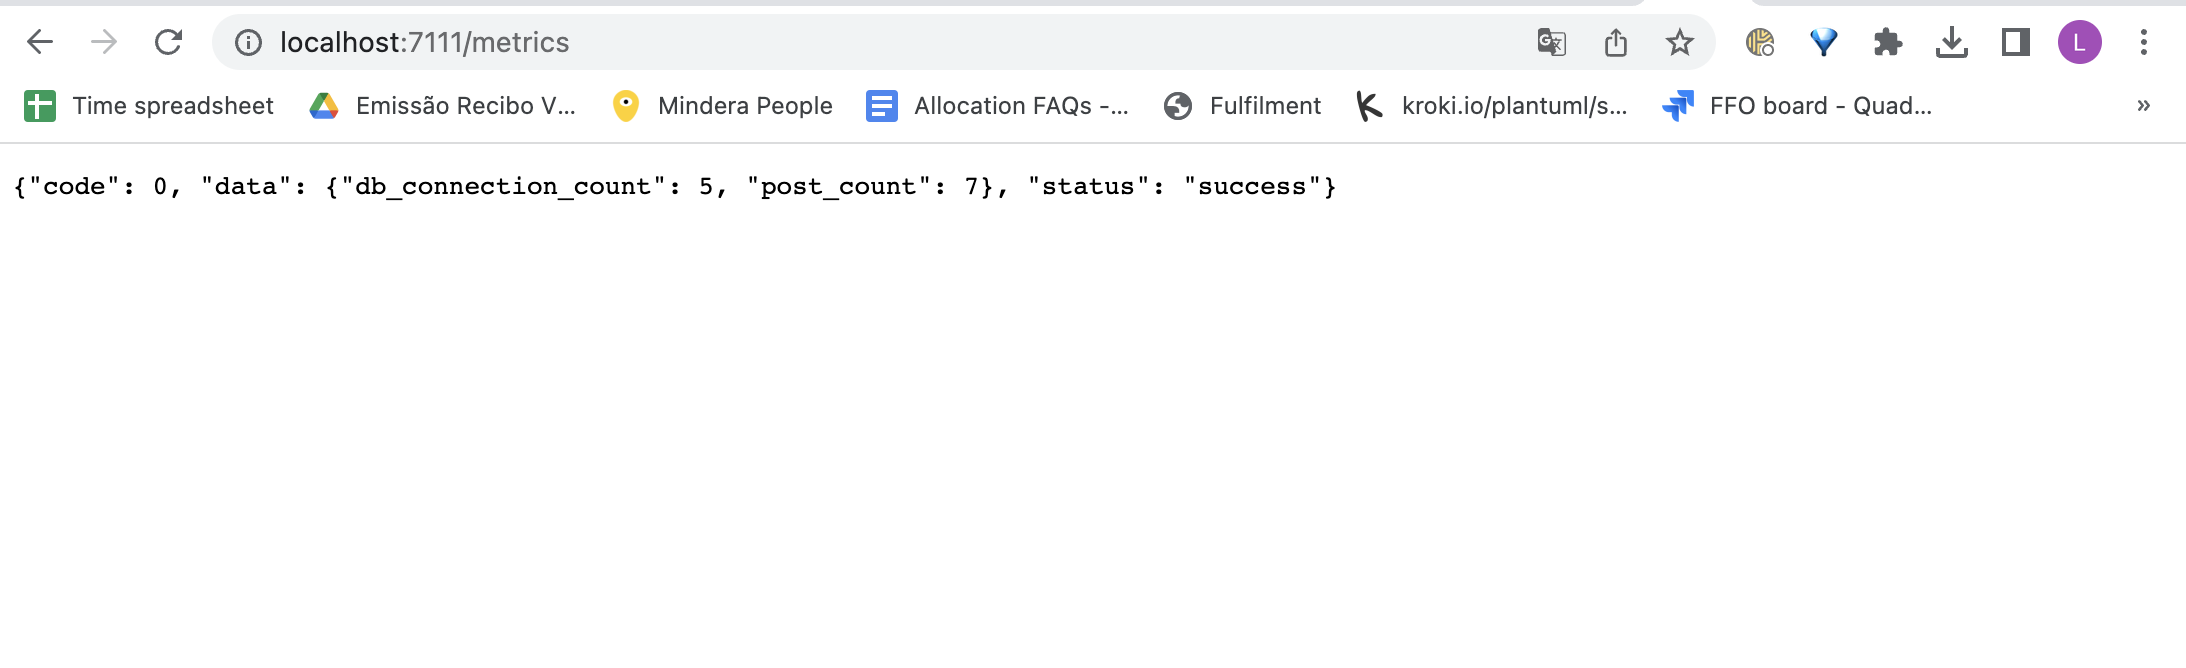 localhost:7111/metrics
L
Time spreadsheet Emissão Recibo V... Mindera People Allocation FAQs -... Fulfilment kroki.io/plantuml/s... FFO board - Quad... »
{"code": 0, "data": {"db_connection_count": 5, "post_count": 7}, "status": "success"}